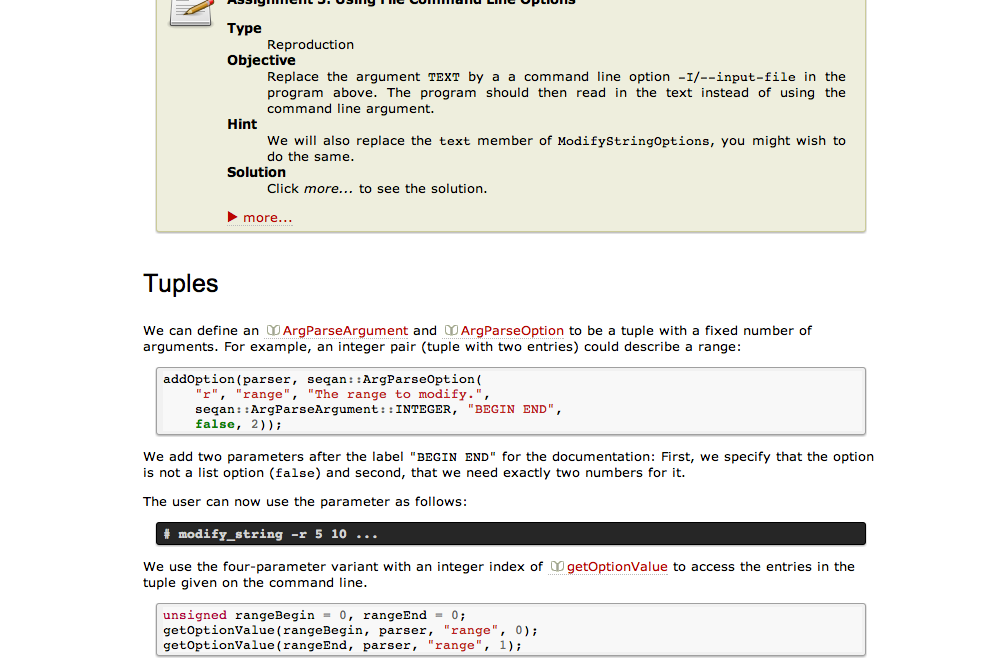 Assignment 5: Using File Command Line Options
Type
Reproduction
Objective
Replace the argument TEXT by a a command line option -I/--input-file in the
program above. The program should then read in the text instead of using the
command line argument.
Hint
We will also replace the text member of ModifyStringOptions, you might wish to
do the same.
Solution
Click more... to see the solution.
more...
Tuples
We can define an ArgParseArgument and ArgParseOption to be a tuple with a fixed number of
arguments. For example, an integer pair (tuple with two entries) could describe a range:
addOption(parser, seqan::ArgParseOption(
    "r", "range", "The range to modify.",
    seqan::ArgParseArgument::INTEGER, "BEGIN END",
    false, 2));
We add two parameters after the label "BEGIN END" for the documentation: First, we specify that the option
is not a list option (false) and second, that we need exactly two numbers for it.
The user can now use the parameter as follows:
# modify_string -r 5 10 ...
We use the four-parameter variant with an integer index of getOptionValue to access the entries in the
tuple given on the command line.
unsigned rangeBegin = 0, rangeEnd = 0;
getOptionValue(rangeBegin, parser, "range", 0);
getOptionValue(rangeEnd, parser, "range", 1);